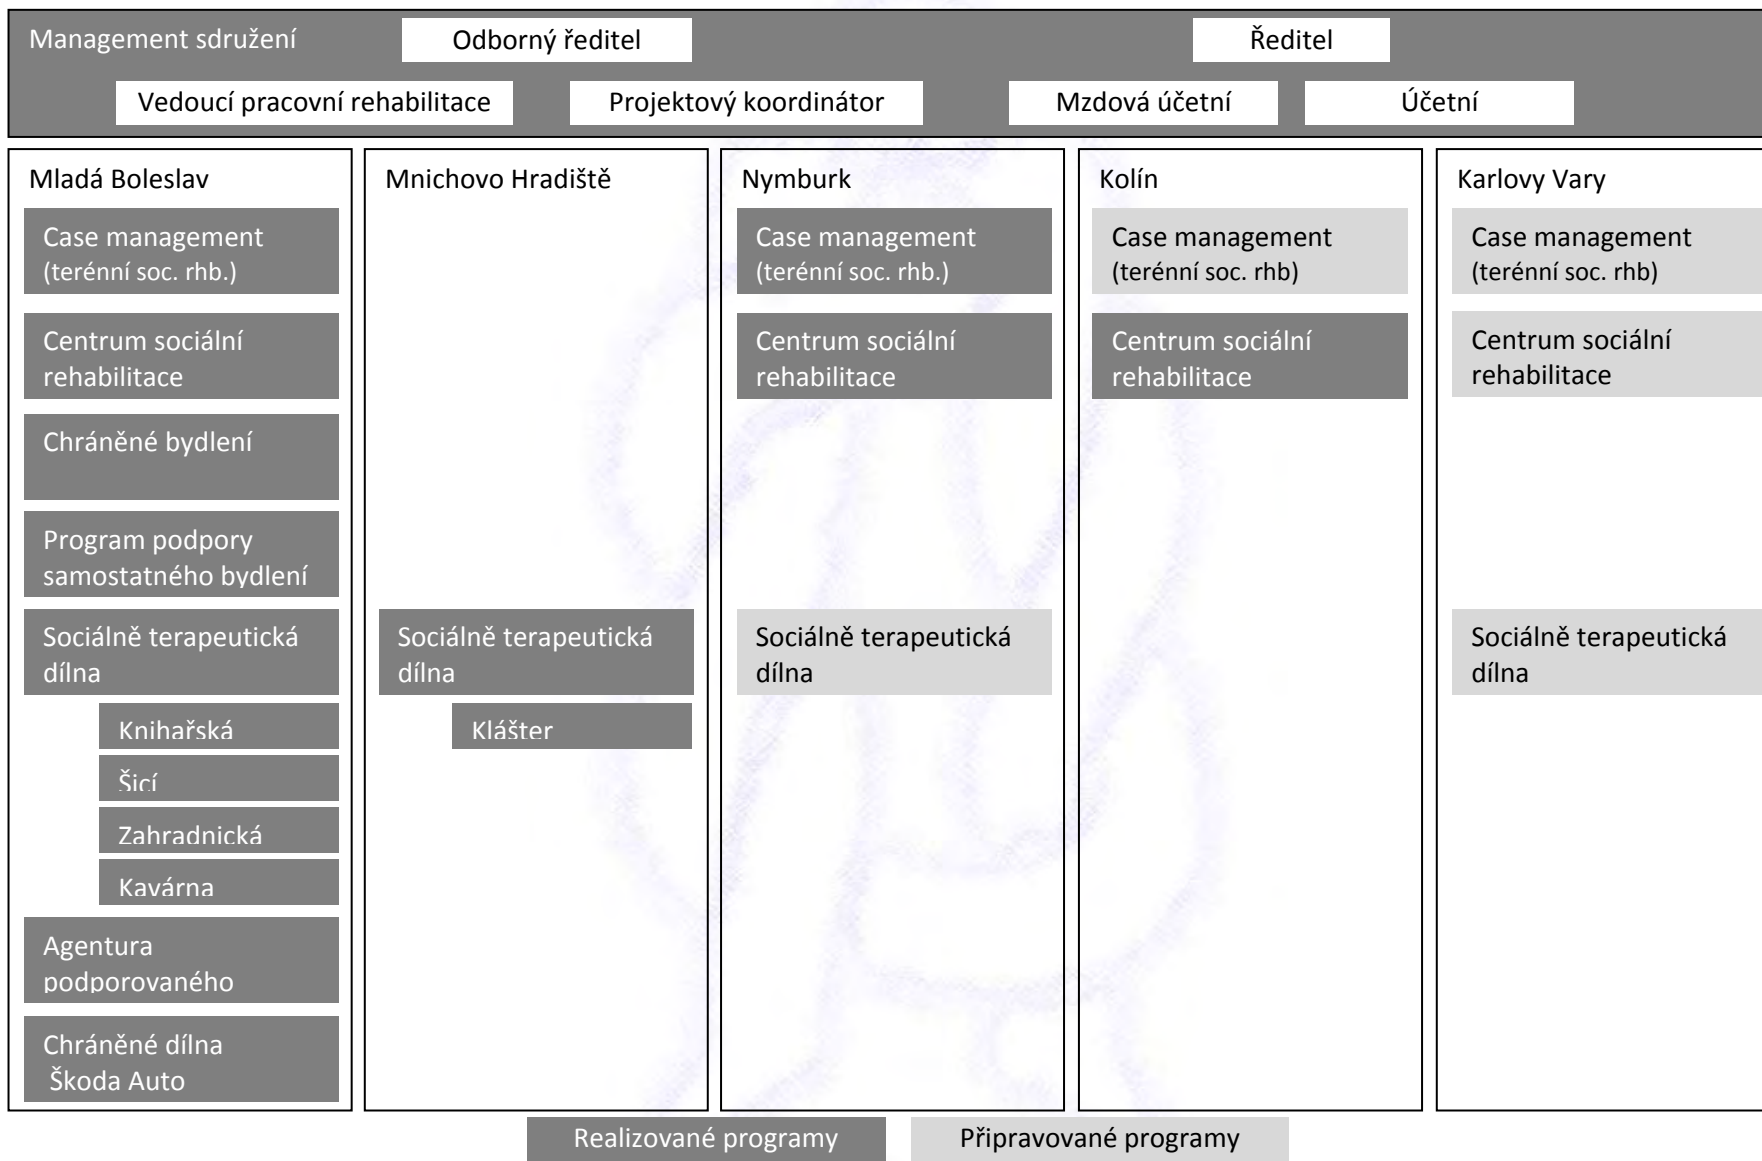 Management sdružení
Odborný ředitel
Ředitel
Vedoucí pracovní rehabilitace
Projektový koordinátor
Mzdová účetní
Účetní
Mladá Boleslav
Case management
(terénní soc. rhb.)
Centrum sociální
rehabilitace
Chráněné bydlení
Program podpory
samostatného bydlení
Sociálně terapeutická
dílna
Knihařská
Šicí
Zahradnická
Kavárna
Agentura
podporovaného
Chráněné dílna
Škoda Auto
Mnichovo Hradiště
Sociálně terapeutická
dílna
Klášter
Nymburk
Case management
(terénní soc. rhb.)
Centrum sociální
rehabilitace
Sociálně terapeutická
dílna
Kolín
Case management
(terénní soc. rhb)
Centrum sociální
rehabilitace
Karlovy Vary
Case management
(terénní soc. rhb)
Centrum sociální
rehabilitace
Sociálně terapeutická
dílna
Realizované programy
Připravované programy